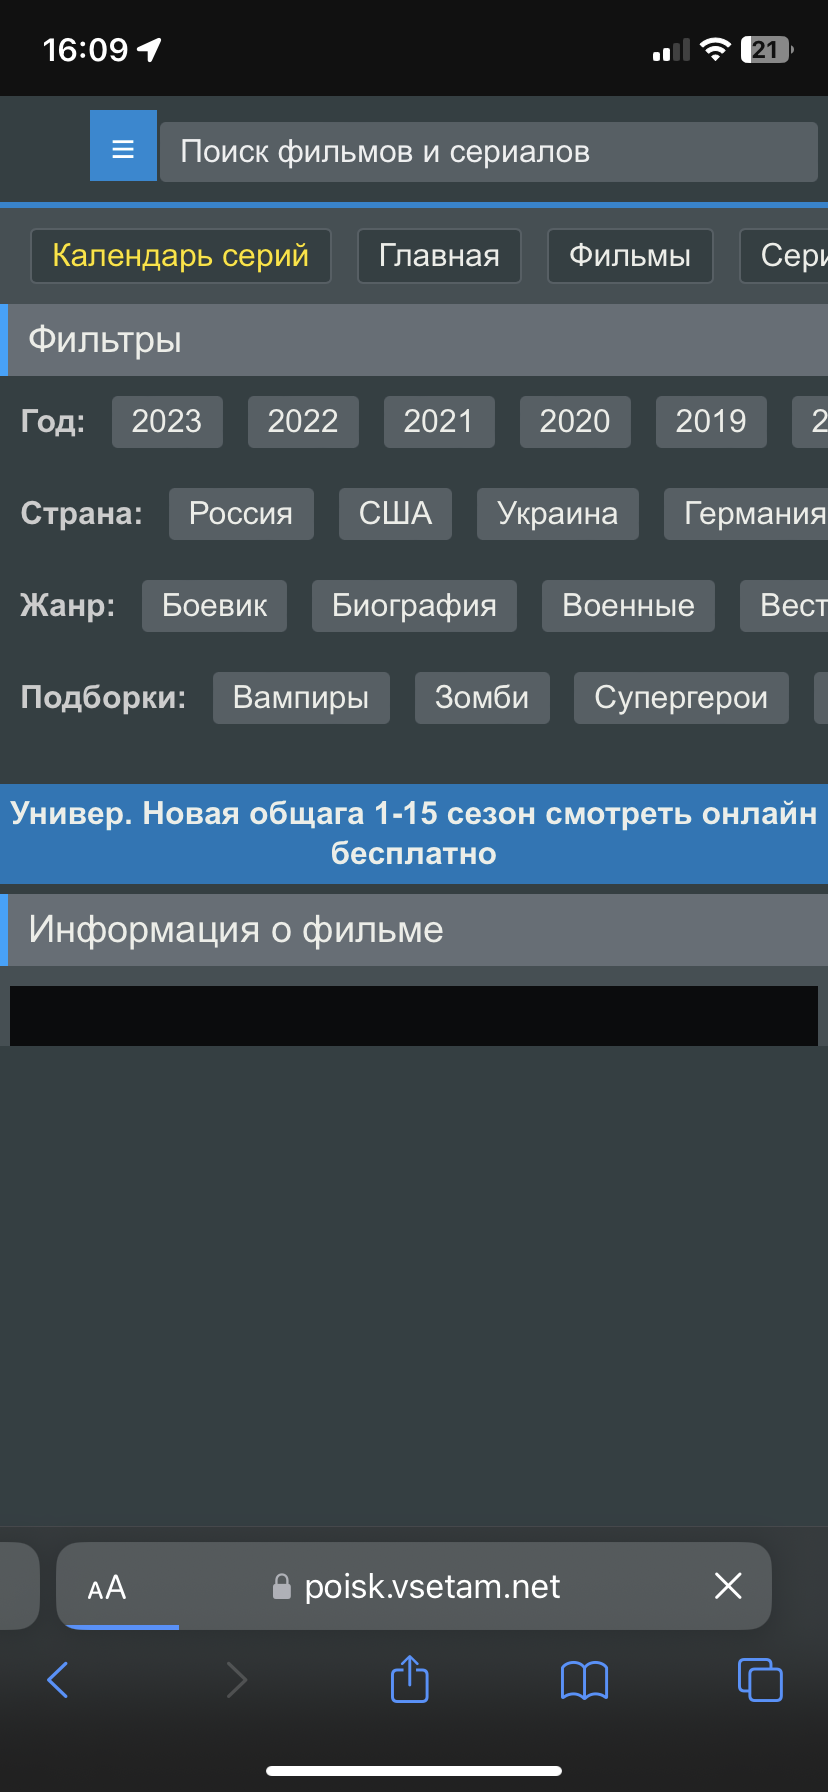 16:09
21
Поиск фильмов и сериалов
Календарь серий Главная Фильмы Сери
Фильтры
Год: 2023 2022 2021 2020 2019 2
Страна: Россия США Украина Германия
Жанр: Боевик Биография Военные Вест
Подборки: Вампиры Зомби Супергерои
Универ. Новая общага 1-15 сезон смотреть онлайн
бесплатно
Информация о фильме
AA poisk.vsetam.net